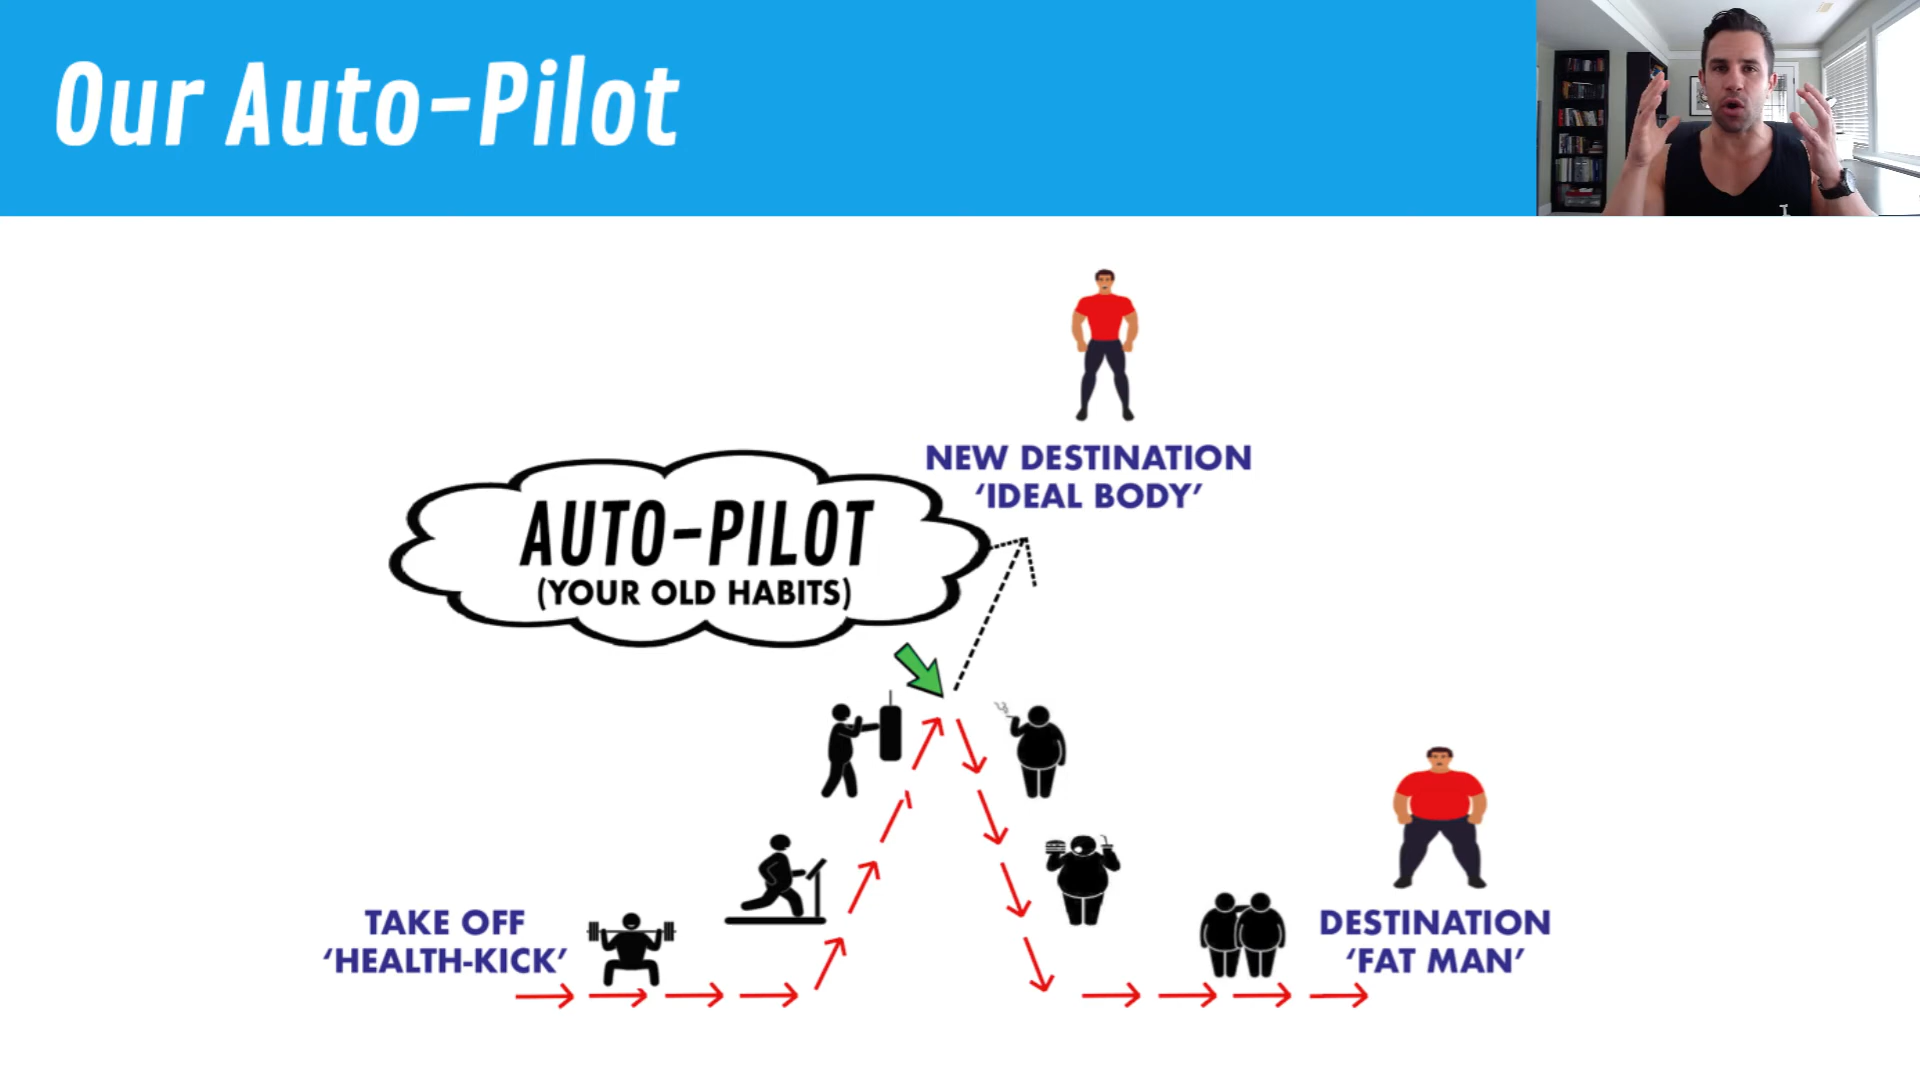 Our Auto-Pilot
NEW DESTINATION
‘IDEAL BODY’
AUTO-PILOT
(YOUR OLD HABITS)
TAKE OFF
‘HEALTH-KICK’
DESTINATION
‘FAT MAN’